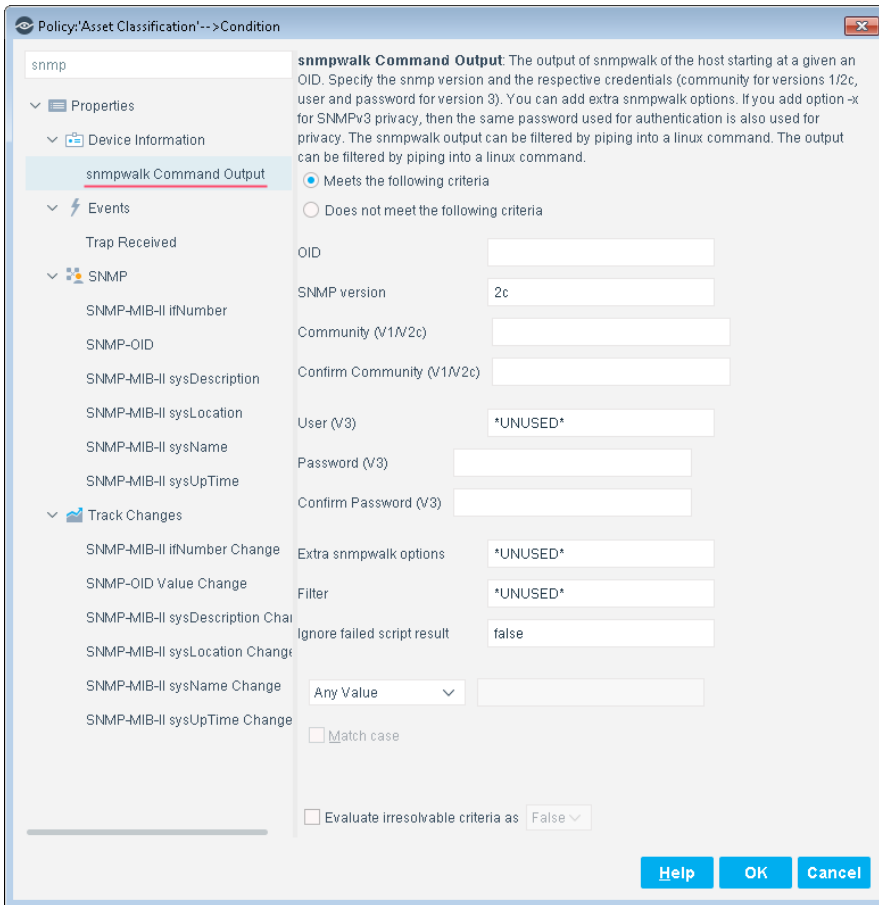 Policy:'Asset Classification'-->Condition
snmp
Properties
Device Information
snmpwalk Command Output
Events
Trap Received
SNMP
SNMP-MIB-II ifNumber
SNMP-OID
SNMP-MIB-II sysDescription
SNMP-MIB-II sysLocation
SNMP-MIB-II sysName
SNMP-MIB-II sysUpTime
Track Changes
SNMP-MIB-II ifNumber Change
SNMP-OID Value Change
SNMP-MIB-II sysDescription Chan
SNMP-MIB-II sysLocation Change
SNMP-MIB-II sysName Change
SNMP-MIB-II sysUpTime Change
snmpwalk Command Output: The output of snmpwalk of the host starting at a given an
OID. Specify the snmp version and the respective credentials (community for versions 1/2c,
user and password for version 3). You can add extra snmpwalk options. If you add option -x
for SNMPv3 privacy, then the same password used for authentication is also used for
privacy. The snmpwalk output can be filtered by piping into a linux command. The output
can be filtered by piping into a linux command.
Meets the following criteria
Does not meet the following criteria
OID
SNMP version 2c
Community (V1/V2c)
Confirm Community (V1/V2c)
User (V3) *UNUSED*
Password (V3)
Confirm Password (V3)
Extra snmpwalk options *UNUSED*
Filter *UNUSED*
Ignore failed script result false
Any Value
Match case
Evaluate irresolvable criteria as False
Help OK Cancel